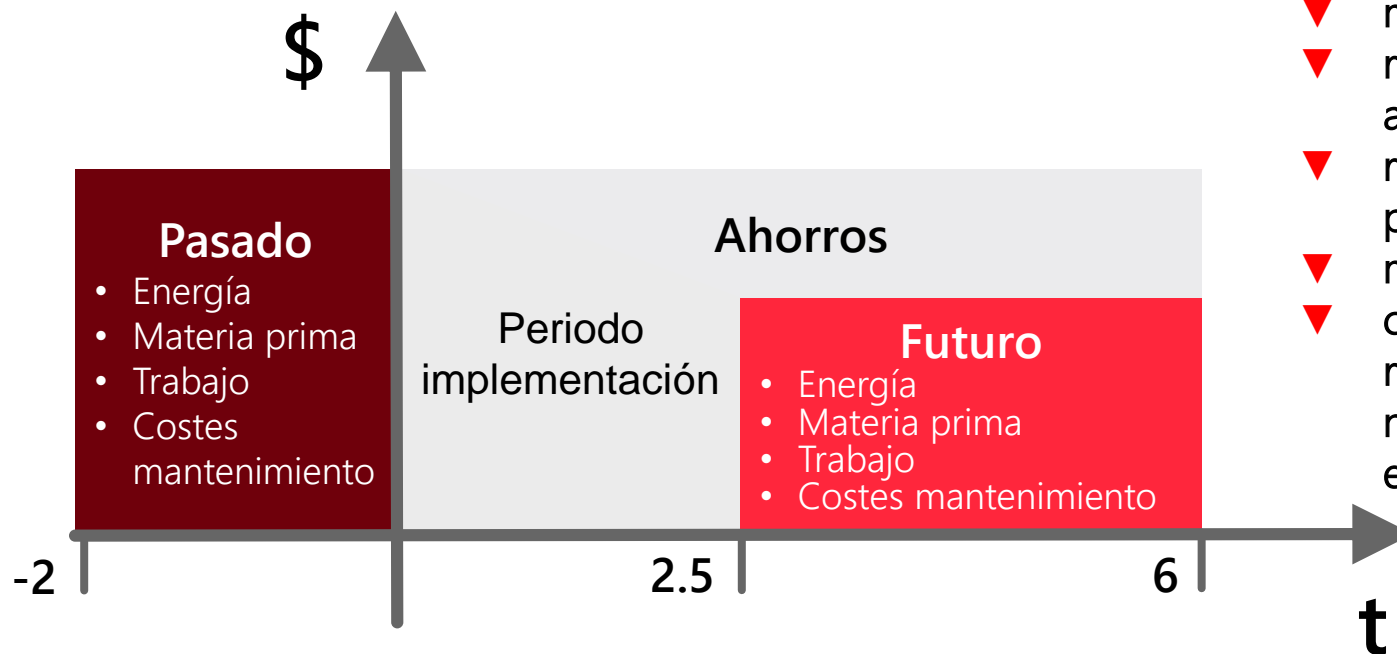 $
Pasado
• Energía
• Materia prima
• Trabajo
• Costes
mantenimiento
Ahorros
Periodo
implementación
Futuro
• Energía
• Materia prima
• Trabajo
• Costes mantenimiento
-2
2.5
6
t